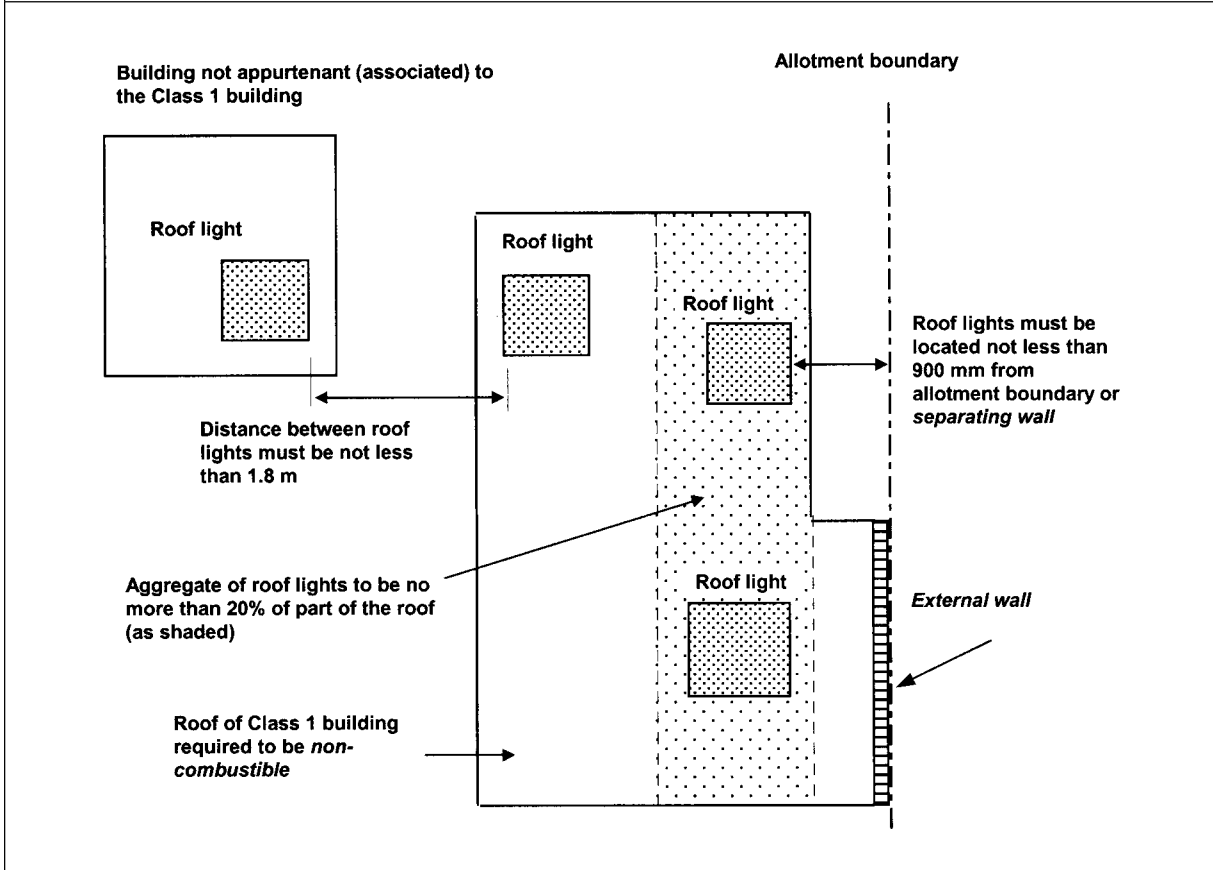 Allotment boundary
Building not appurtenant (associated) to
the Class 1 building
Roof light
Roof light
Roof light
Roof lights must be
located not less than
900 mm from
allotment boundary or
separating wall
Distance between roof
lights must be not less
than 1.8 m
Aggregate of roof lights to be no
more than 20% of part of the roof
(as shaded)
Roof light
External wall
Roof of Class 1 building
required to be non-
combustible